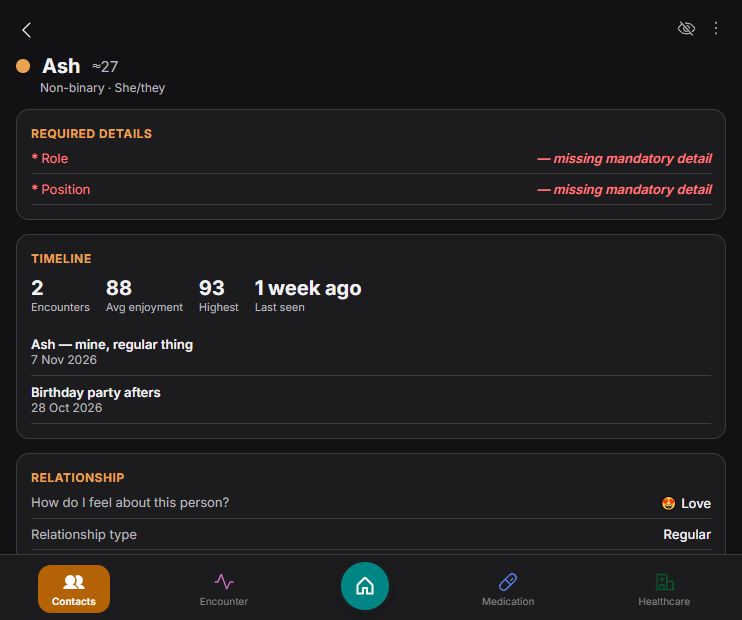 Ash ≈27
Non-binary · She/they
REQUIRED DETAILS
* Role — missing mandatory detail
* Position — missing mandatory detail
TIMELINE
2 88 93 1 week ago
Encounters Avg enjoyment Highest Last seen
Ash — mine, regular thing
7 Nov 2026
Birthday party afters
28 Oct 2026
RELATIONSHIP
How do I feel about this person? 🤩 Love
Relationship type Regular
Contacts Encounter Medication Healthcare